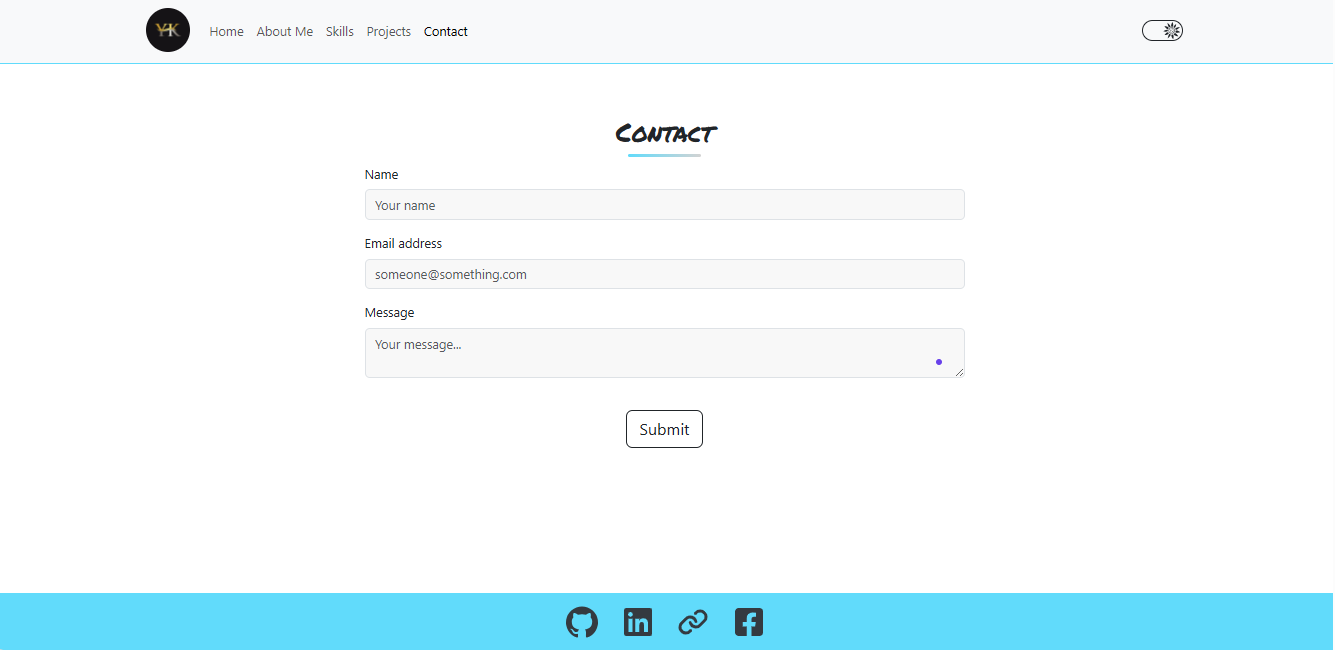 YK
Home About Me Skills Projects Contact
Contact
Name
Your name
Email address
someone@something.com
Message
Your message...
Submit
in